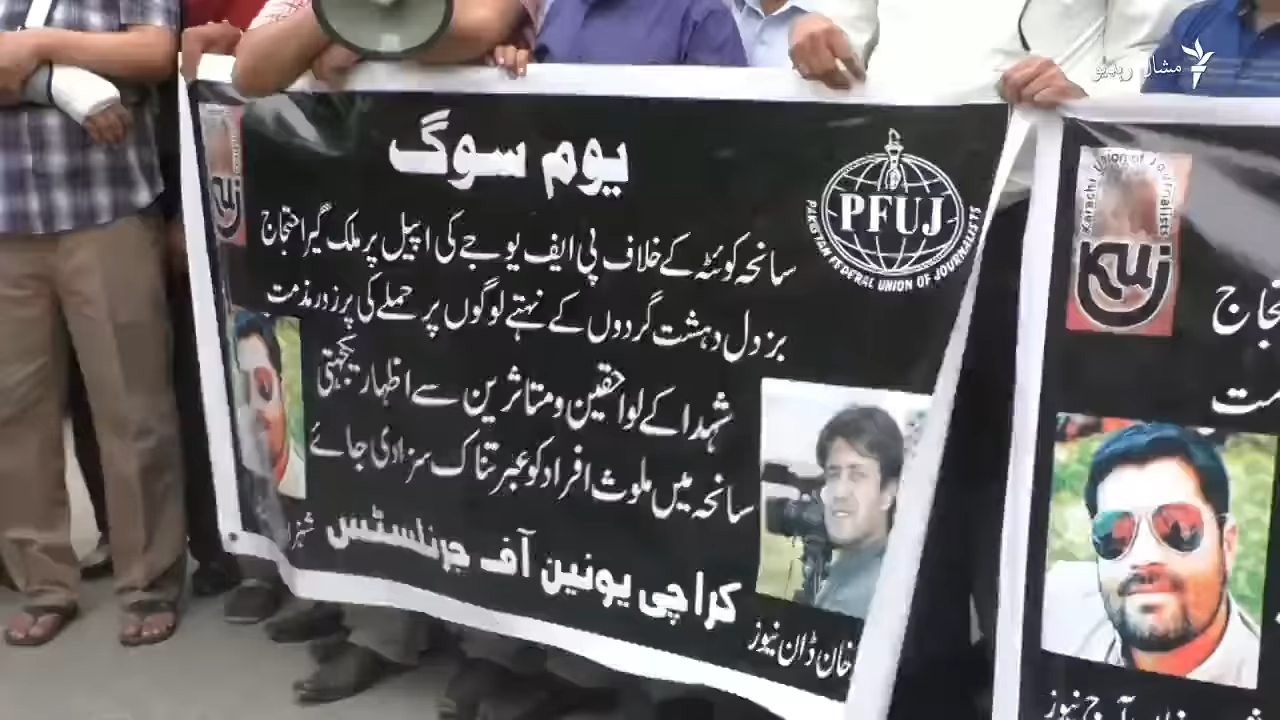 مشال ریډیو
یوم سوگ
PFUJ
PAKISTAN FEDERAL UNION OF JOURNALISTS
سانحہ کوئٹہ کے خلاف پی ایف یو جے کی اپیل پر ملک گیر احتجاج
بزدل دہشت گردوں کے نہتے لوگوں پر حملے کی پرزور مذمت
شہدا کے لواحقین و متاثرین سے اظہار یکجہتی
سانحہ میں ملوث افراد کو عبرتناک سزا دی جائے
کراچی یونین آف جرنلسٹس
خان ڈان نیوز
kuj
Karachi Union of Journalists
kuj
آج نیوز